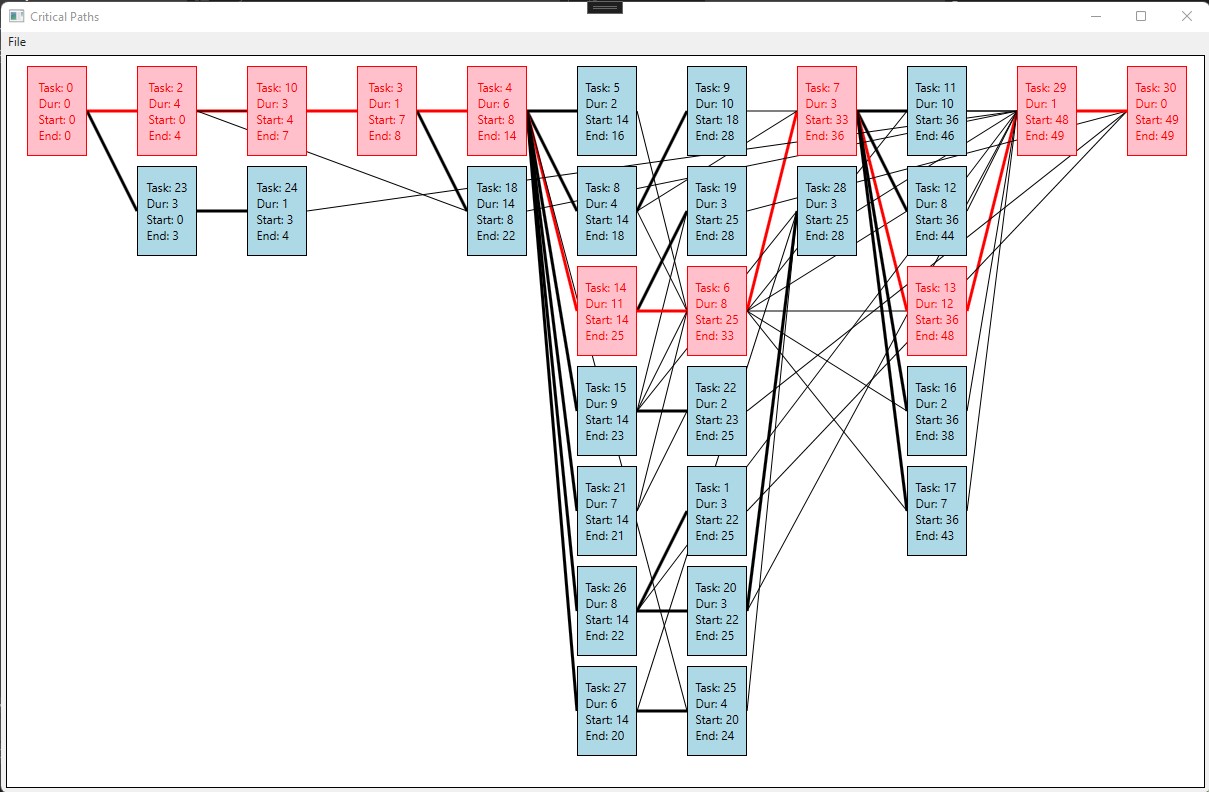 Critical Paths
File
Task: 0
Dur: 0
Start: 0
End: 0
Task: 2
Dur: 4
Start: 0
End: 4
Task: 10
Dur: 3
Start: 4
End: 7
Task: 3
Dur: 1
Start: 7
End: 8
Task: 4
Dur: 6
Start: 8
End: 14
Task: 5
Dur: 2
Start: 14
End: 16
Task: 9
Dur: 10
Start: 18
End: 28
Task: 7
Dur: 3
Start: 33
End: 36
Task: 11
Dur: 10
Start: 36
End: 46
Task: 29
Dur: 1
Start: 48
End: 49
Task: 30
Dur: 0
Start: 49
End: 49
Task: 23
Dur: 3
Start: 0
End: 3
Task: 24
Dur: 1
Start: 3
End: 4
Task: 18
Dur: 14
Start: 8
End: 22
Task: 8
Dur: 4
Start: 14
End: 18
Task: 19
Dur: 3
Start: 25
End: 28
Task: 28
Dur: 3
Start: 25
End: 28
Task: 12
Dur: 8
Start: 36
End: 44
Task: 14
Dur: 11
Start: 14
End: 25
Task: 6
Dur: 8
Start: 25
End: 33
Task: 13
Dur: 12
Start: 36
End: 48
Task: 15
Dur: 9
Start: 14
End: 23
Task: 22
Dur: 2
Start: 23
End: 25
Task: 16
Dur: 2
Start: 36
End: 38
Task: 21
Dur: 7
Start: 14
End: 21
Task: 1
Dur: 3
Start: 22
End: 25
Task: 17
Dur: 7
Start: 36
End: 43
Task: 26
Dur: 8
Start: 14
End: 22
Task: 20
Dur: 3
Start: 22
End: 25
Task: 27
Dur: 6
Start: 14
End: 20
Task: 25
Dur: 4
Start: 20
End: 24